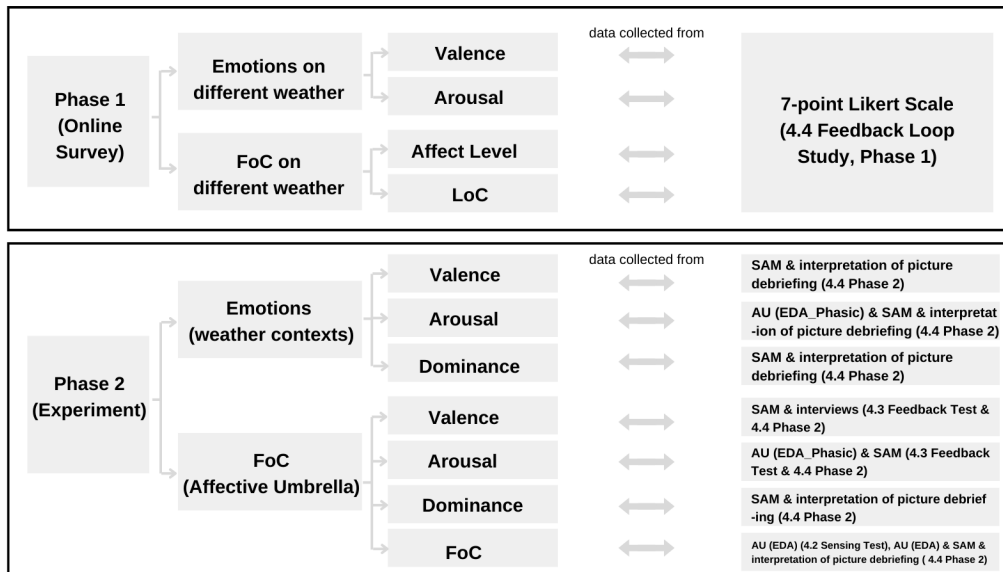 Phase 1
(Online
Survey)
Emotions on
different weather
FoC on
different weather
Valence
Arousal
Affect Level
LoC
data collected from
7-point Likert Scale
(4.4 Feedback Loop
Study, Phase 1)
Phase 2
(Experiment)
Emotions
(weather contexts)
FoC
(Affective Umbrella)
data collected from
Valence
SAM & interpretation of picture
debriefing (4.4 Phase 2)
Arousal
AU (EDA_Phasic) & SAM & interpretat
-ion of picture debriefing (4.4 Phase 2)
Dominance
SAM & interpretation of picture
debriefing (4.4 Phase 2)
Valence
SAM & interviews (4.3 Feedback Test &
4.4 Phase 2)
Arousal
AU (EDA_Phasic) & SAM (4.3 Feedback
Test & 4.4 Phase 2)
Dominance
SAM & interpretation of picture debrief
-ing (4.4 Phase 2)
FoC
AU (EDA) (4.2 Sensing Test), AU (EDA) & SAM &
interpretation of picture debriefing ( 4.4 Phase 2)